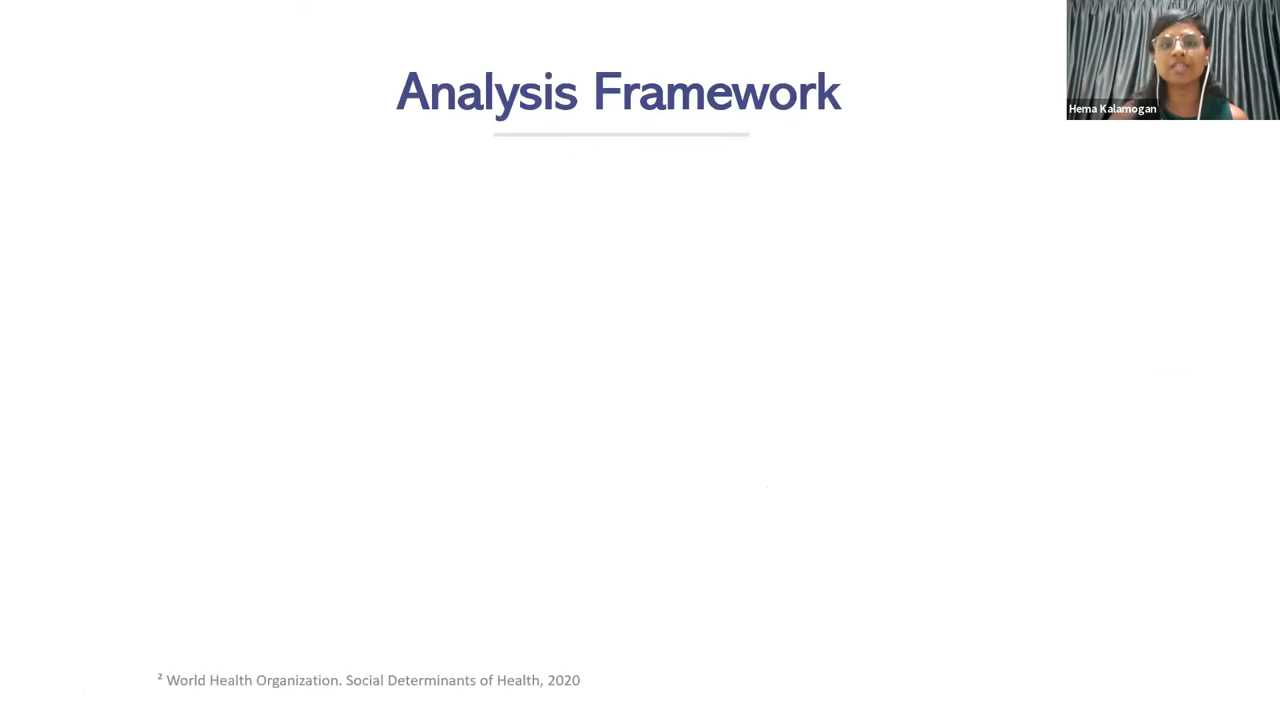 Analysis Framework
Hema Kalamogan
² World Health Organization. Social Determinants of Health, 2020